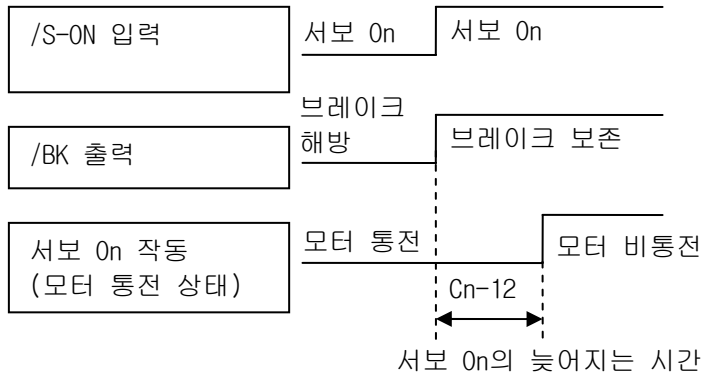 /S-ON 입력
서보 On
서보 On
브레이크
해방
/BK 출력
브레이크 보존
서보 On 작동
(모터 통전 상태)
모터 통전
모터 비통전
Cn-12
서보 On의 늦어지는 시간